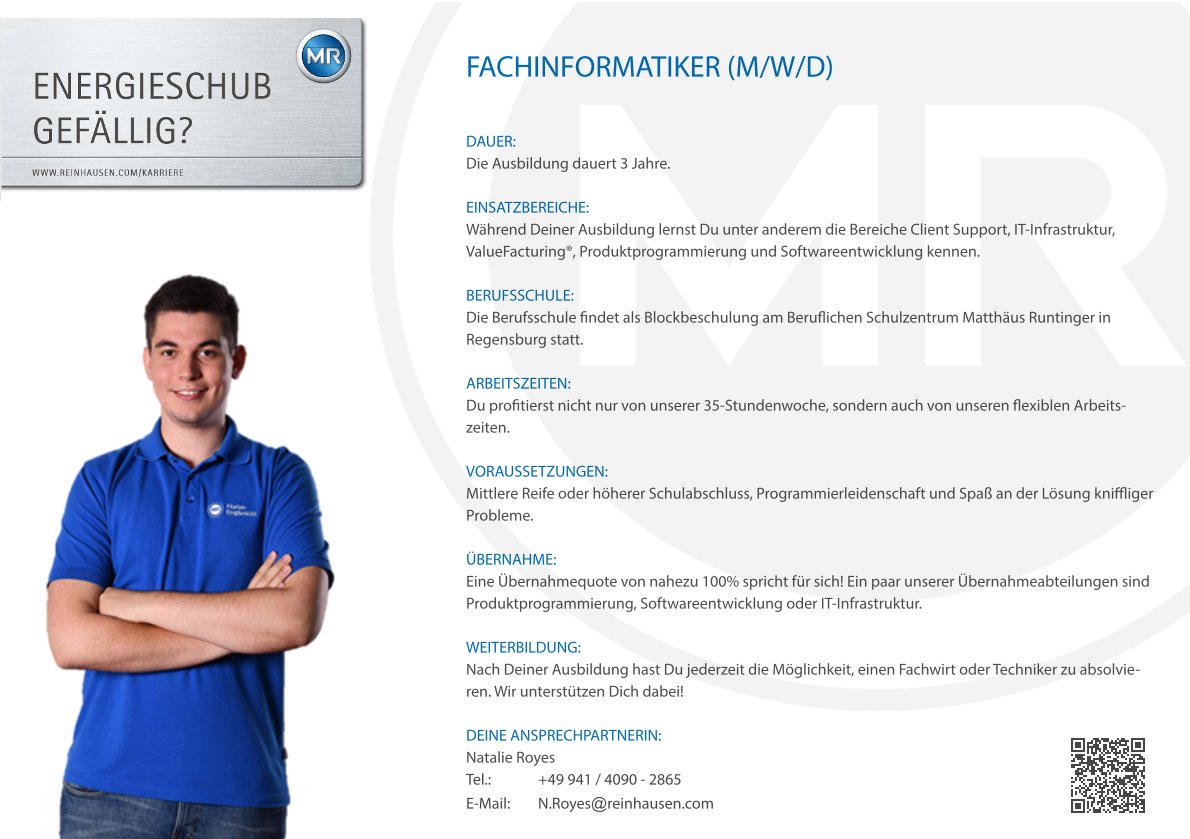 MR
ENERGIESCHUB
GEFÄLLIG?
WWW.REINHAUSEN.COM/KARRIERE
FACHINFORMATIKER (M/W/D)
DAUER:
Die Ausbildung dauert 3 Jahre.
EINSATZBEREICHE:
Während Deiner Ausbildung lernst Du unter anderem die Bereiche Client Support, IT-Infrastruktur,
ValueFacturing®, Produktprogrammierung und Softwareentwicklung kennen.
BERUFSSCHULE:
Die Berufsschule findet als Blockbeschulung am Beruflichen Schulzentrum Matthäus Runtinger in
Regensburg statt.
ARBEITSZEITEN:
Du profitierst nicht nur von unserer 35-Stundenwoche, sondern auch von unseren flexiblen Arbeits-
zeiten.
VORAUSSETZUNGEN:
Mittlere Reife oder höherer Schulabschluss, Programmierleidenschaft und Spaß an der Lösung kniffliger
Probleme.
ÜBERNAHME:
Eine Übernahmequote von nahezu 100% spricht für sich! Ein paar unserer Übernahmeabteilungen sind
Produktprogrammierung, Softwareentwicklung oder IT-Infrastruktur.
WEITERBILDUNG:
Nach Deiner Ausbildung hast Du jederzeit die Möglichkeit, einen Fachwirt oder Techniker zu absolvie-
ren. Wir unterstützen Dich dabei!
DEINE ANSPRECHPARTNERIN:
Natalie Royes
Tel.: +49 941 / 4090 - 2865
E-Mail: N.Royes@reinhausen.com
MR
Florian